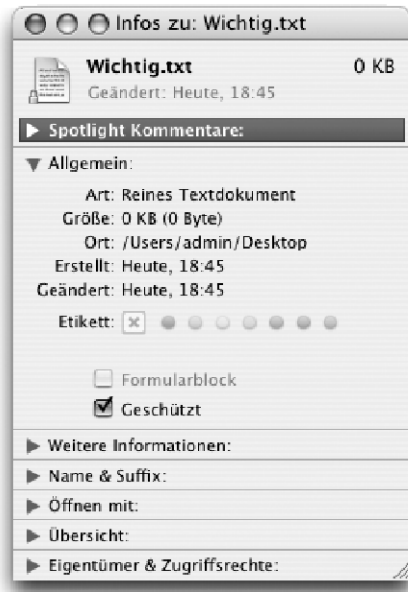 Infos zu: Wichtig.txt
Wichtig.txt 0 KB
Geändert: Heute, 18:45
Spotlight Kommentare:
Allgemein:
Art: Reines Textdokument
Größe: 0 KB (0 Byte)
Ort: /Users/admin/Desktop
Erstellt: Heute, 18:45
Geändert: Heute, 18:45
Etikett:
Formularblock
Geschützt
Weitere Informationen:
Name & Suffix:
Öffnen mit:
Übersicht:
Eigentümer & Zugriffsrechte: